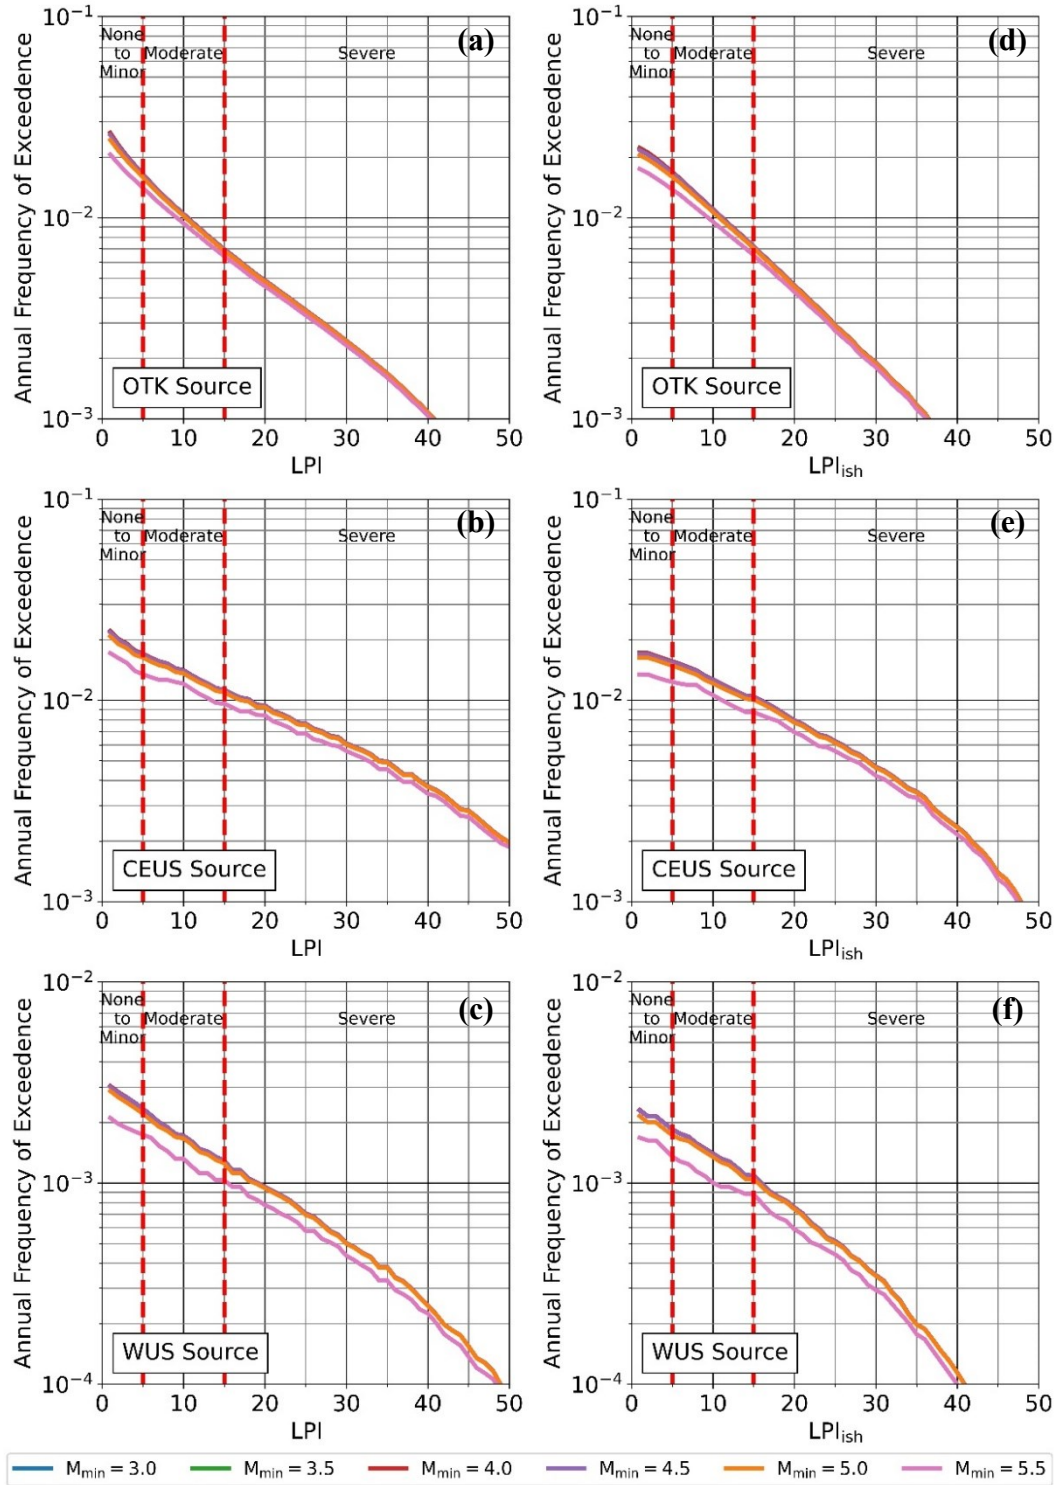 10⁻¹
None
to
Minor
Moderate
Severe
(a)
Annual Frequency of Exceedence
10⁻²
OTK Source
10⁻³
0 10 20 30 40 50
LPI
10⁻¹
None
to
Minor
Moderate
Severe
(d)
Annual Frequency of Exceedence
10⁻²
OTK Source
10⁻³
0 10 20 30 40 50
LPI_ish
10⁻¹
None
to
Minor
Moderate
Severe
(b)
Annual Frequency of Exceedence
10⁻²
CEUS Source
10⁻³
0 10 20 30 40 50
LPI
10⁻¹
None
to
Minor
Moderate
Severe
(e)
Annual Frequency of Exceedence
10⁻²
CEUS Source
10⁻³
0 10 20 30 40 50
LPI_ish
10⁻²
None
to
Minor
Moderate
Severe
(c)
Annual Frequency of Exceedence
10⁻³
WUS Source
10⁻⁴
0 10 20 30 40 50
LPI
10⁻²
None
to
Minor
Moderate
Severe
(f)
Annual Frequency of Exceedence
10⁻³
WUS Source
10⁻⁴
0 10 20 30 40 50
LPI_ish
M_min = 3.0 M_min = 3.5 M_min = 4.0 M_min = 4.5 M_min = 5.0 M_min = 5.5